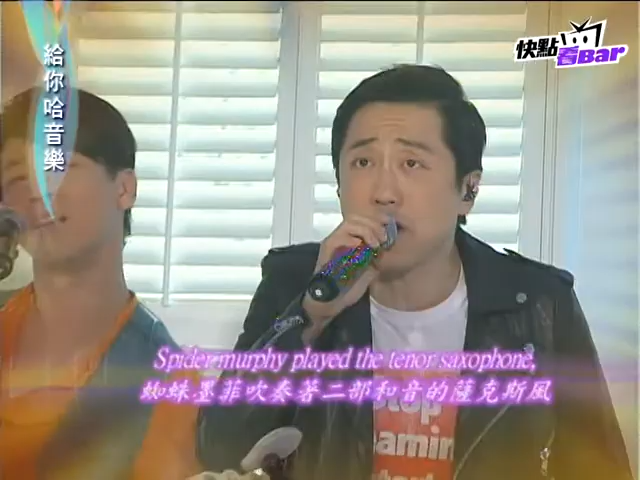 快點
看Bar
給你哈音樂
Spider murphy played the tenor saxophone,
蜘蛛墨菲吹奏著二部和音的薩克斯風